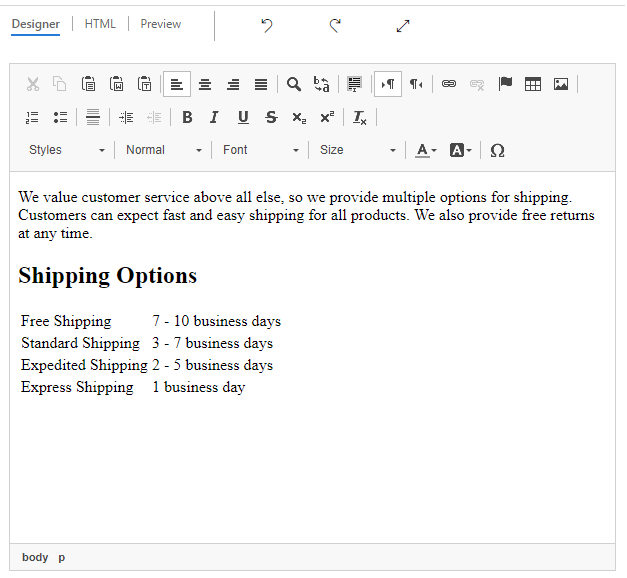 Designer HTML Preview
B I U S x₂ x² Tx
Styles Normal Font Size A A Ω
We value customer service above all else, so we provide multiple options for shipping.
Customers can expect fast and easy shipping for all products. We also provide free returns
at any time.
Shipping Options
Free Shipping 7 - 10 business days
Standard Shipping 3 - 7 business days
Expedited Shipping 2 - 5 business days
Express Shipping 1 business day
body p